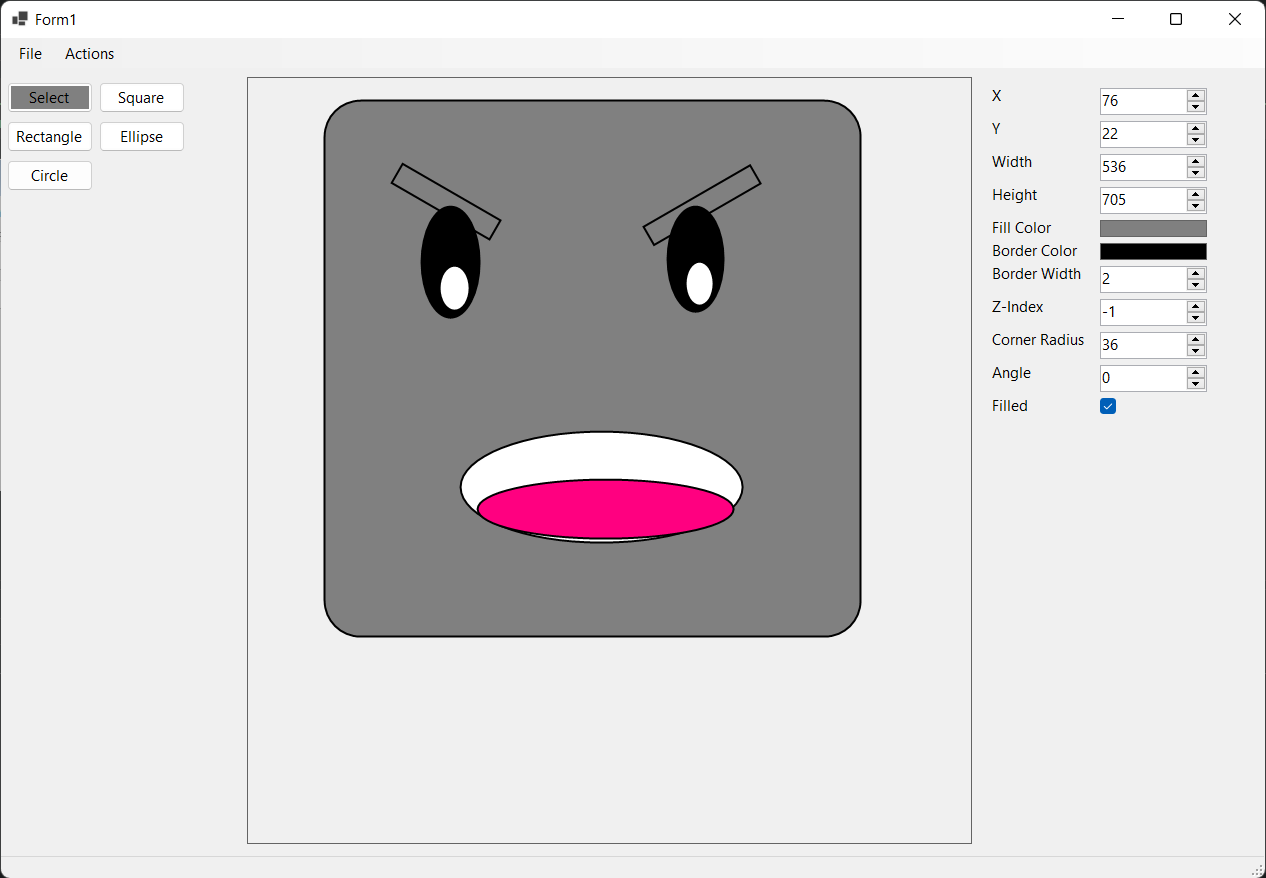 Form1
File Actions
Select Square
Rectangle Ellipse
Circle
X 76
Y 22
Width 536
Height 705
Fill Color
Border Color
Border Width 2
Z-Index -1
Corner Radius 36
Angle 0
Filled